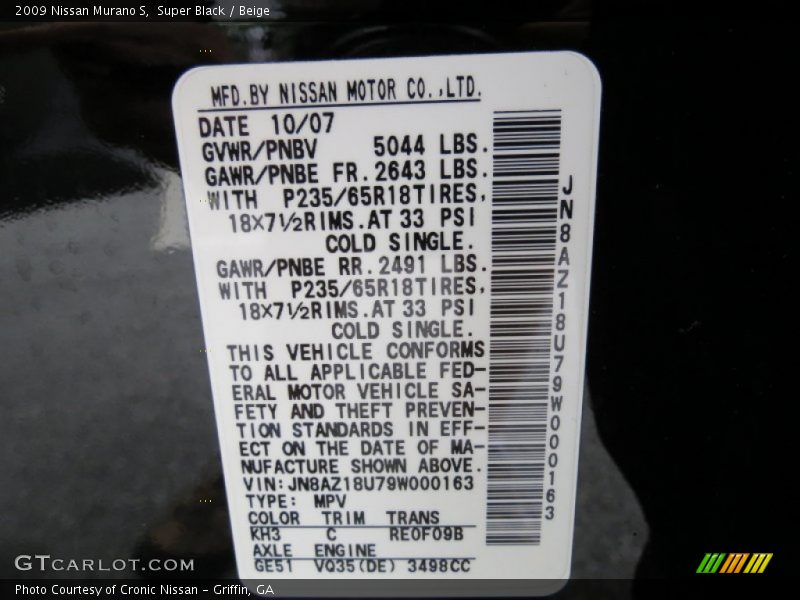 2009 Nissan Murano S, Super Black / Beige
MFD.BY NISSAN MOTOR CO.,LTD.
DATE 10/07
GVWR/PNBV 5044 LBS.
GAWR/PNBE FR.2643 LBS.
WITH P235/65R18TIRES,
18×7½RIMS.AT 33 PSI
COLD SINGLE.
GAWR/PNBE RR.2491 LBS.
WITH P235/65R18TIRES,
18×7½RIMS.AT 33 PSI
COLD SINGLE.
THIS VEHICLE CONFORMS
TO ALL APPLICABLE FED-
ERAL MOTOR VEHICLE SA-
FETY AND THEFT PREVEN-
TION STANDARDS IN EFF-
ECT ON THE DATE OF MA-
NUFACTURE SHOWN ABOVE.
VIN:JN8AZ18U79W000163
TYPE: MPV
COLOR TRIM TRANS
KH3 C RE0F09B
AXLE ENGINE
GE51 VQ35(DE) 3498CC
JN8AZ18U79W000163
GTCARLOT.COM
Photo Courtesy of Cronic Nissan - Griffin, GA